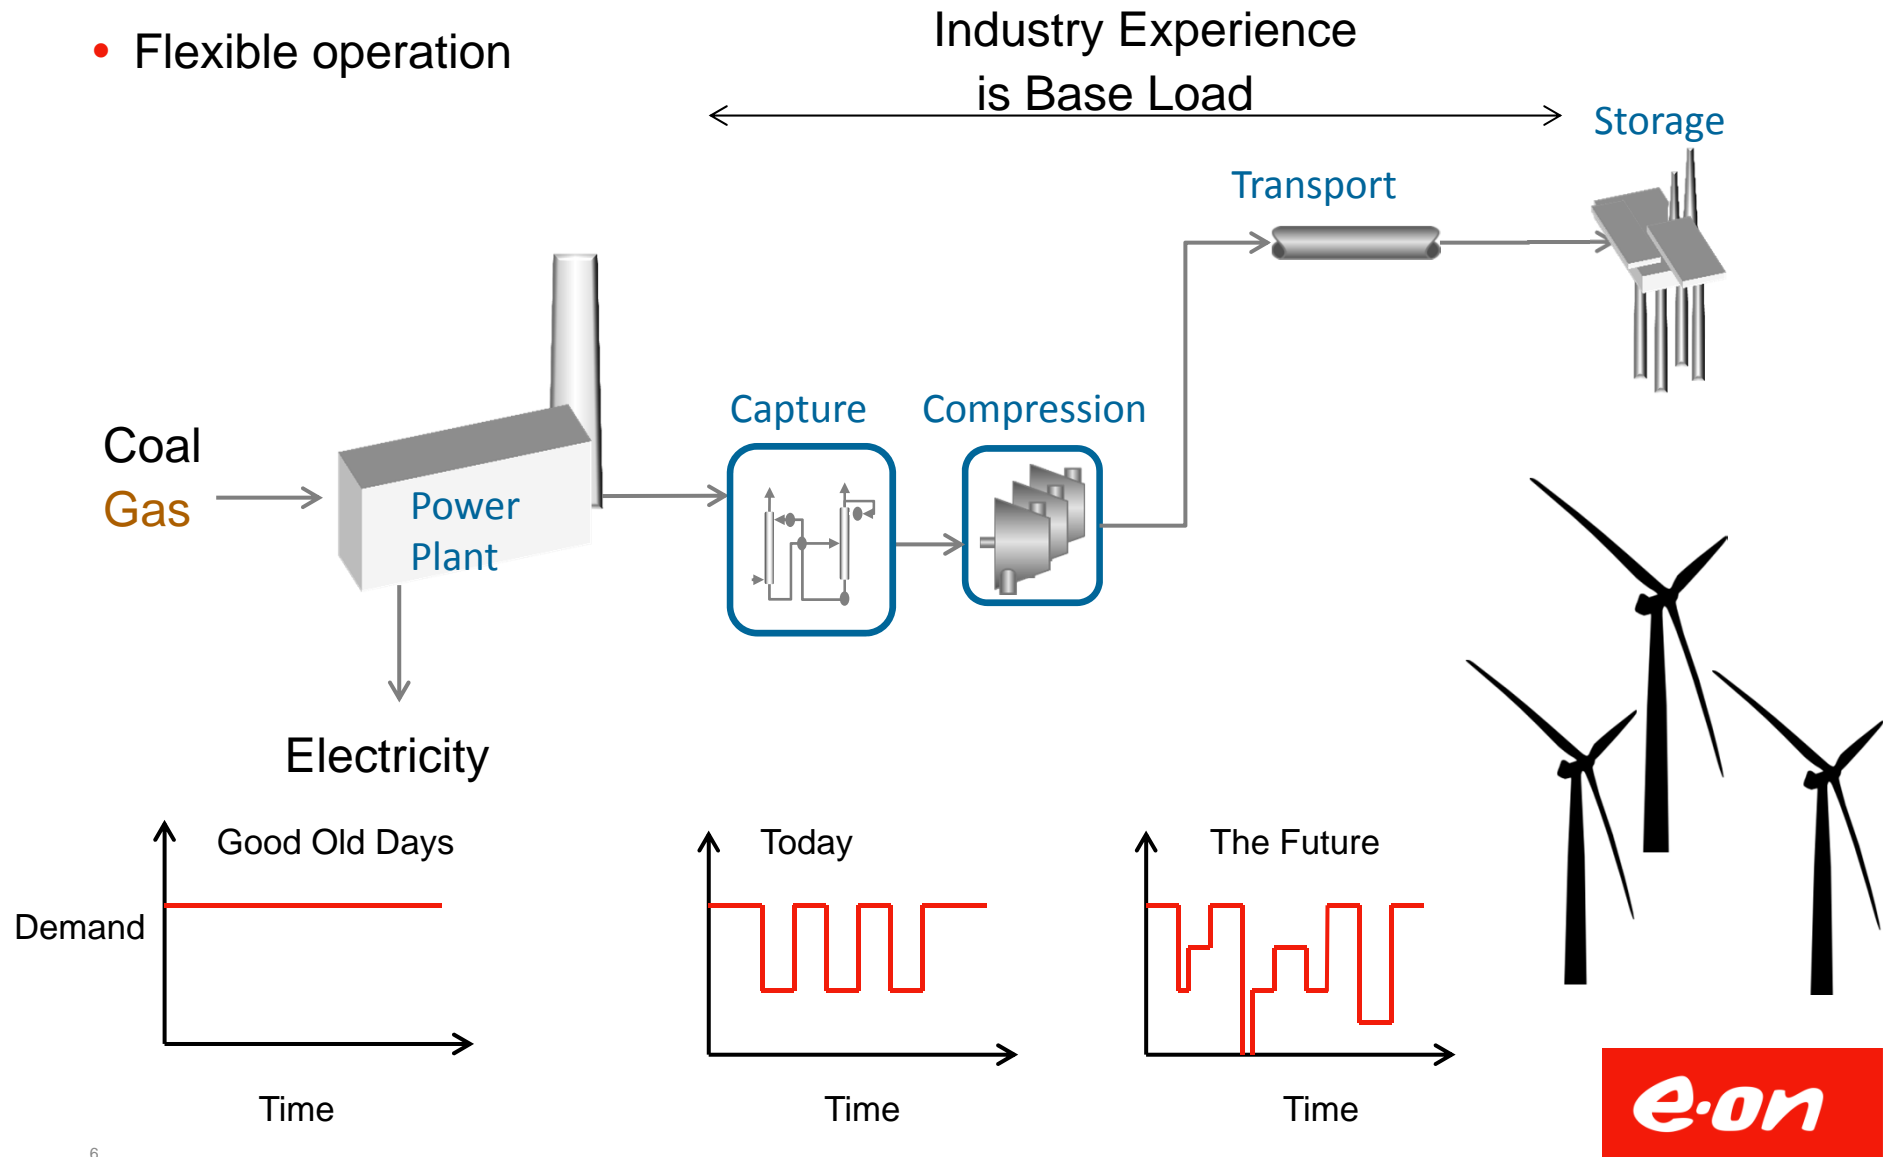 • Flexible operation
Industry Experience
is Base Load
Storage
Transport
Capture
Compression
Coal
Gas
Power
Plant
Electricity
Good Old Days
Demand
Time
Today
Time
The Future
Time
e·on
6